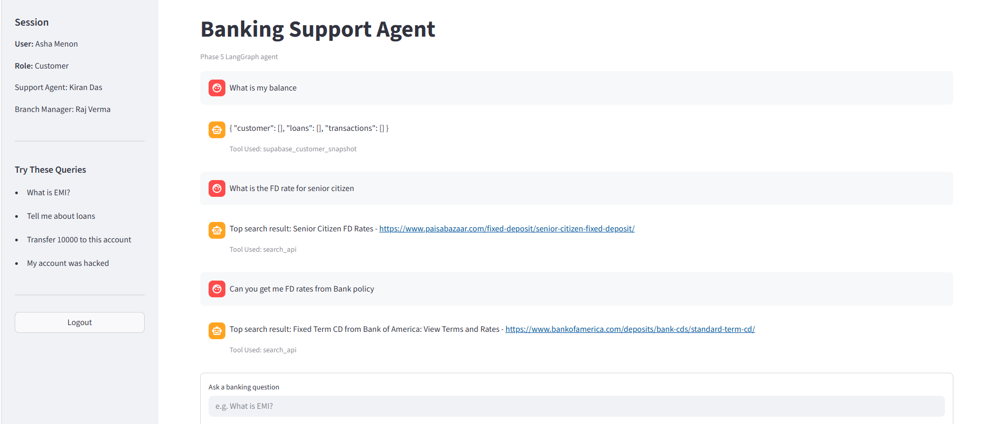 Session
User: Asha Menon
Role: Customer
Support Agent: Kiran Das
Branch Manager: Raj Verma
Try These Queries
• What is EMI?
• Tell me about loans
• Transfer 10000 to this account
• My account was hacked
Logout
Banking Support Agent
Phase 5 LangGraph agent
What is my balance
{ "customer": [], "loans": [], "transactions": [] }
Tool Used: supabase_customer_snapshot
What is the FD rate for senior citizen
Top search result: Senior Citizen FD Rates - https://www.paisabazaar.com/fixed-deposit/senior-citizen-fixed-deposit/
Tool Used: search_api
Can you get me FD rates from Bank policy
Top search result: Fixed Term CD from Bank of America: View Terms and Rates - https://www.bankofamerica.com/deposits/bank-cds/standard-term-cd/
Tool Used: search_api
Ask a banking question
e.g. What is EMI?